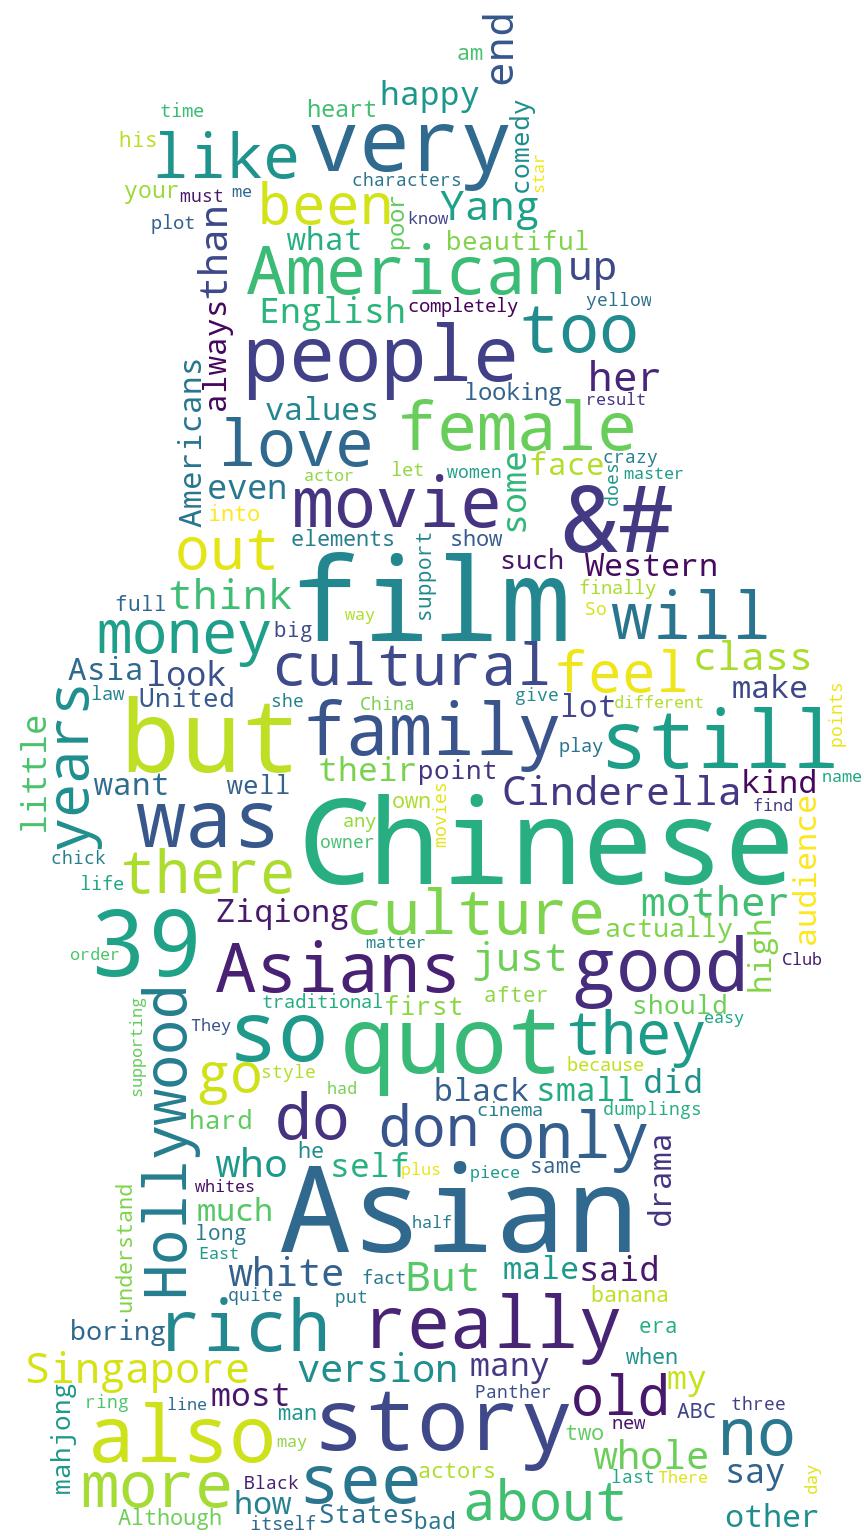 end
am
happy
time
heart
very
comedy
his
like
star
characters
your
must
me
been
poor
know
Yang
plot
than
what
beautiful
American
up
English
completely
yellow
too
always
people
her
looking
result
Americans
values
female
love
some
face
crazy
actor
let
women
does
master
even
movie
&#
into
out
elements
support
show
such
Western
film
finally
think
full
way
So
will
money
big
cultural
feel
class
Asia
look
make
years
law
United
she
China
give
lot
different
points
little
but
family
play
still
their
point
want
well
Cinderella
kind
name
was
own
movies
find
any
Chinese
audience
owner
chick
there
life
mother
Ziqiong
culture
actually
high
39
matter
order
Asians
just
good
Club
traditional
first
after
should
supporting
Hollywood
They
so
quot
they
easy
go
style
because
had
black
small
did
hard
do
don
cinema
dumplings
only
who
he
self
plus
piece
same
drama
whites
understand
much
Asian
half
long
East
white
fact
But
male
said
quite
put
banana
boring
rich
really
era
when
Singapore
version
many
my
mahjong
ring
line
most
Panther
old
ABC
three
man
new
also
may
story
two
no
whole
more
Black
see
actors
last
There
say
day
how
about
Although
itself
States
bad
other